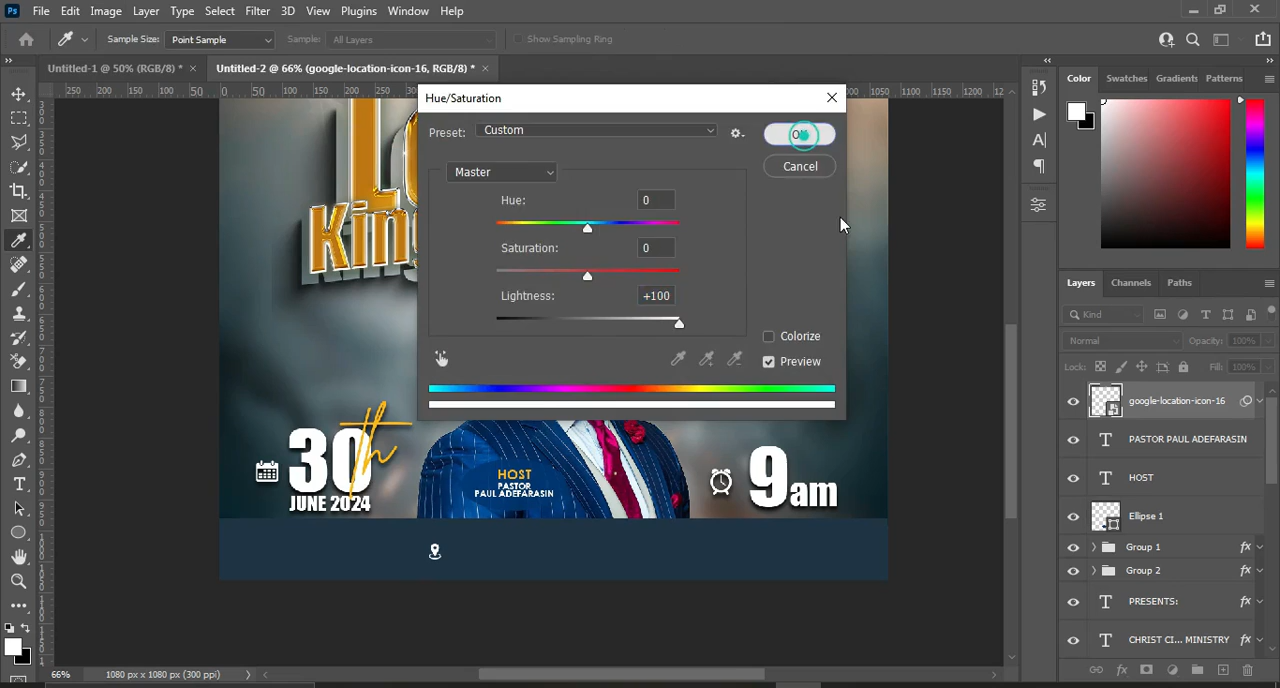 Ps File Edit Image Layer Type Select Filter 3D View Plugins Window Help
Sample Size: Point Sample Sample: All Layers Show Sampling Ring
Untitled-1 @ 50% (RGB/8) * × Untitled-2 @ 66% (google-location-icon-16, RGB/8) * ×
Hue/Saturation
Preset: Custom
OK
Cancel
Master
Hue: 0
Saturation: 0
Lightness: +100
Colorize
Preview
30th
JUNE 2024
HOST
PASTOR
PAUL ADEFARASIN
9am
Color Swatches Gradients Patterns
Layers Channels Paths
Kind
Normal Opacity: 100%
Lock: Fill: 100%
google-location-icon-16
PASTOR PAUL ADEFARASIN
HOST
Ellipse 1
Group 1 fx
Group 2 fx
PRESENTS: fx
CHRIST CI... MINISTRY fx
66% 1080 px x 1080 px (300 ppi)